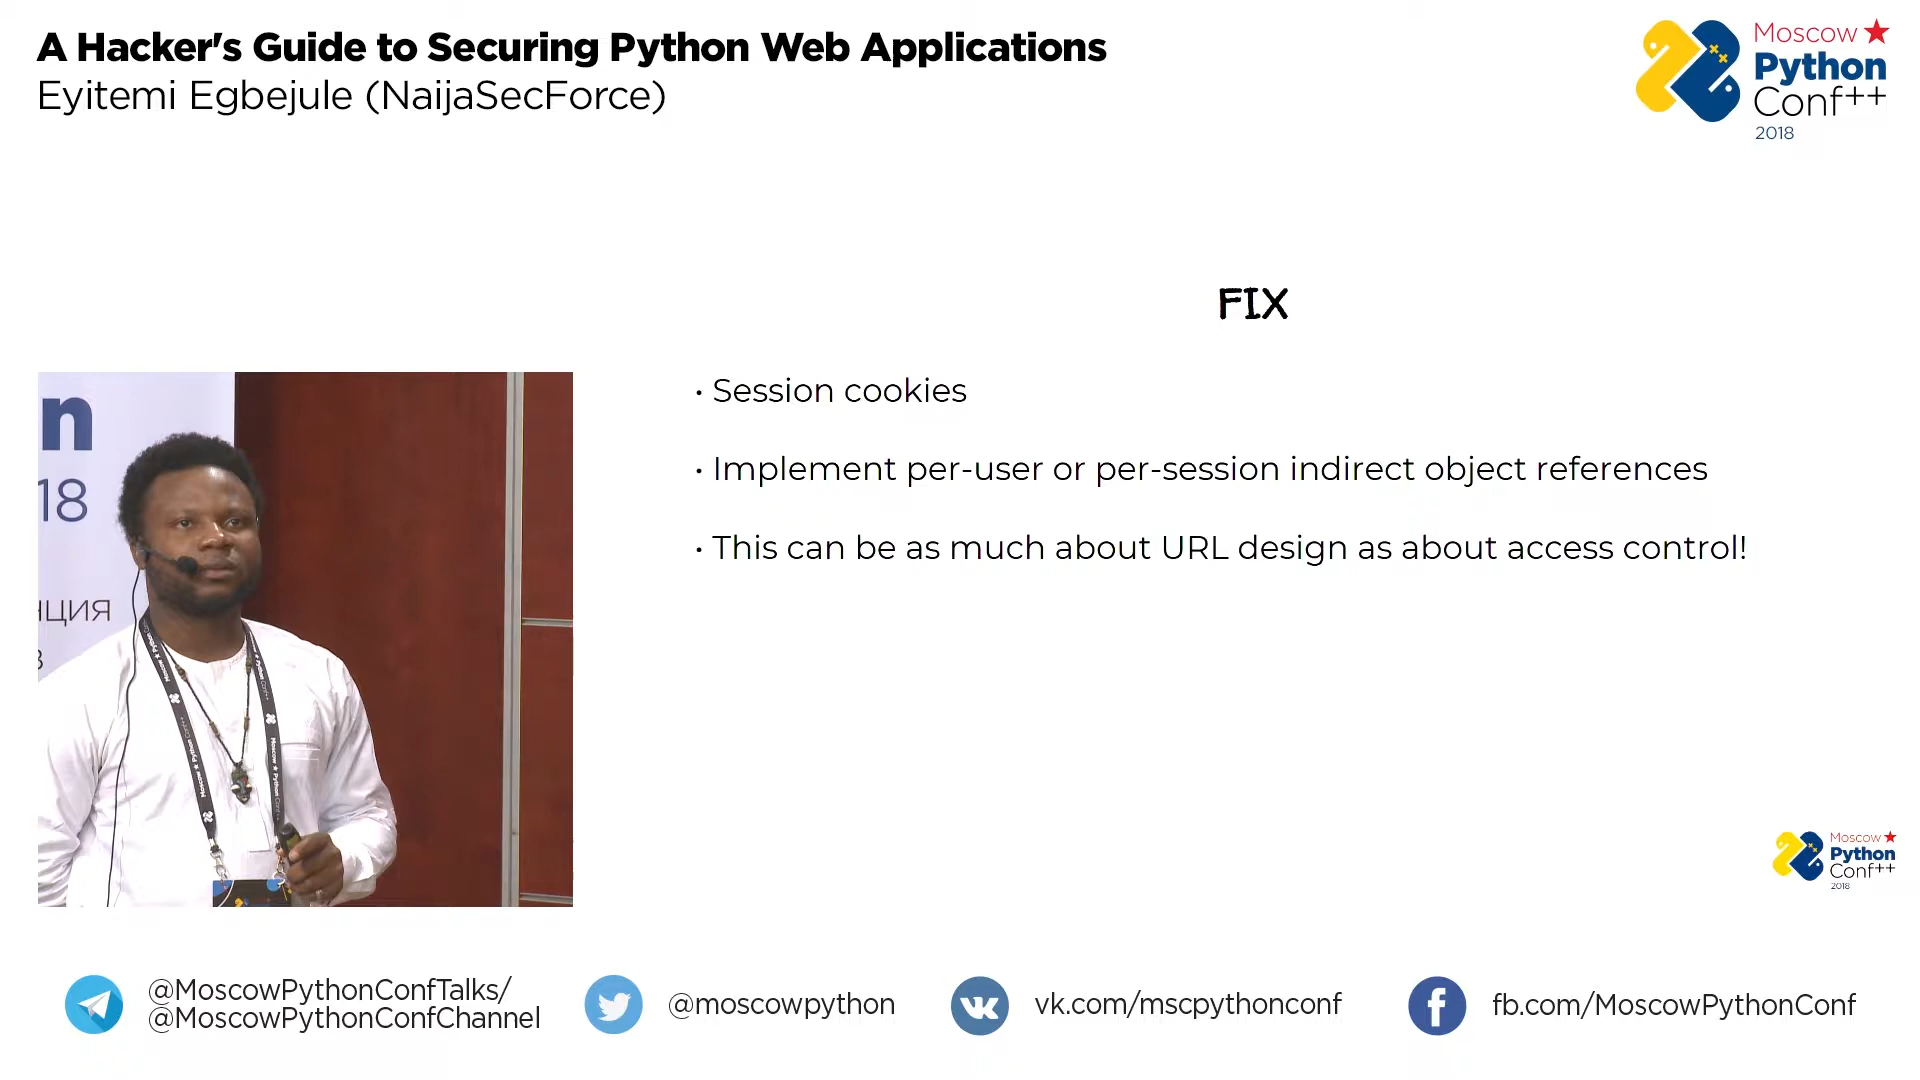 A Hacker's Guide to Securing Python Web Applications
Eyitemi Egbejule (NaijaSecForce)
Moscow
Python
Conf++
2018
FIX
• Session cookies
• Implement per-user or per-session indirect object references
• This can be as much about URL design as about access control!
n
18
НЦИЯ
Moscow
Python
Conf++
2018
@MoscowPythonConfTalks/
@MoscowPythonConfChannel
@moscowpython
vk.com/mscpythonconf
fb.com/MoscowPythonConf